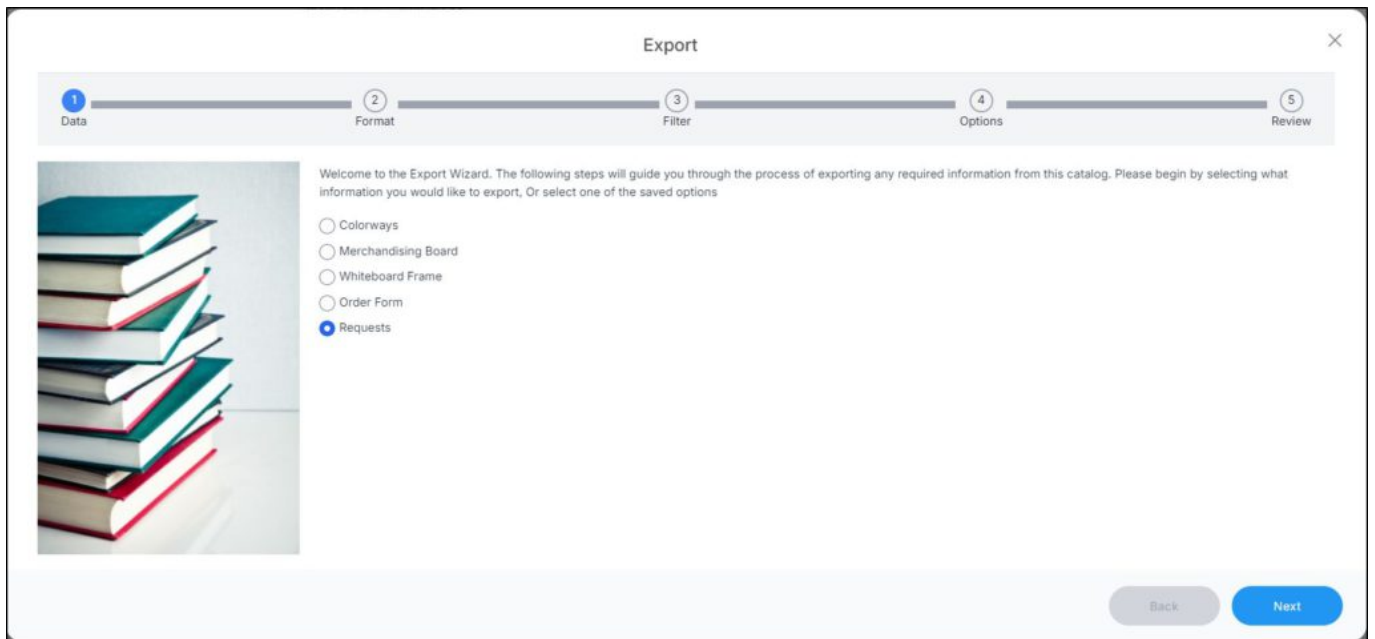 Export
1
2
3
4
5
Data
Format
Filter
Options
Review
Welcome to the Export Wizard. The following steps will guide you through the process of exporting any required information from this catalog. Please begin by selecting what
information you would like to export, Or select one of the saved options
Colorways
Merchandising Board
Whiteboard Frame
Order Form
Requests
Back
Next